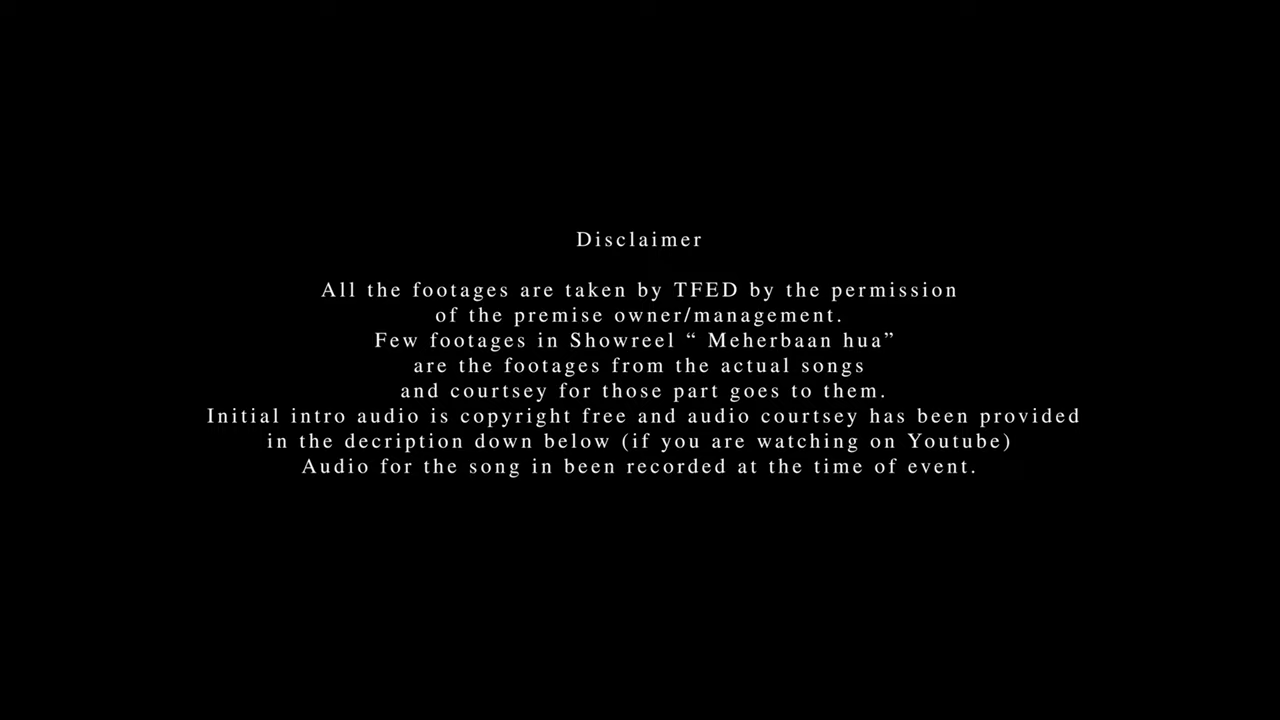 Disclaimer
All the footages are taken by TFED by the permission
of the premise owner/management.
Few footages in Showreel “ Meherbaan hua”
are the footages from the actual songs
and courtsey for those part goes to them.
Initial intro audio is copyright free and audio courtsey has been provided
in the decription down below (if you are watching on Youtube)
Audio for the song in been recorded at the time of event.